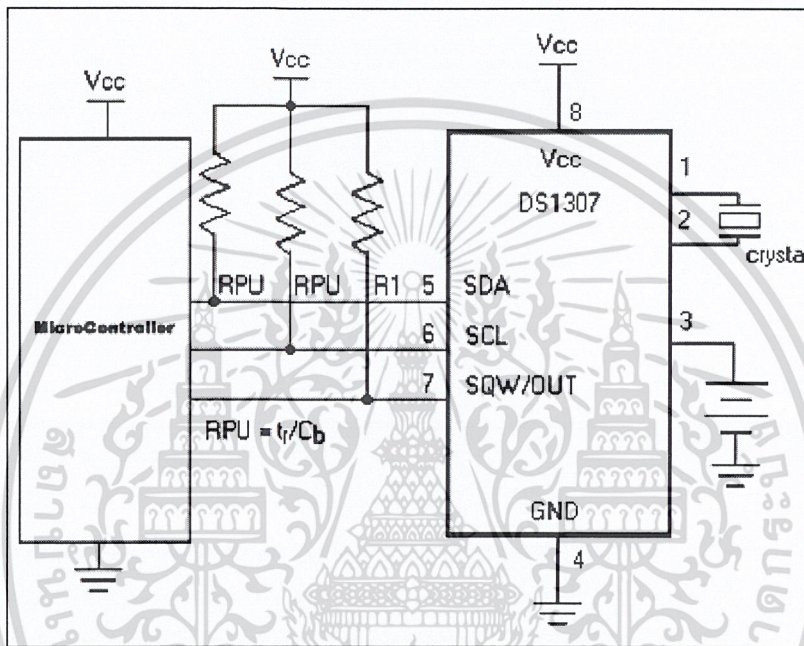 Vcc
Vcc
Vcc
8
Vcc
DS1307
1
2
crysta
RPU
RPU
R1
5
SDA
MicroController
3
6
SCL
7
SQW/OUT
RPU = tr/Cb
GND
4